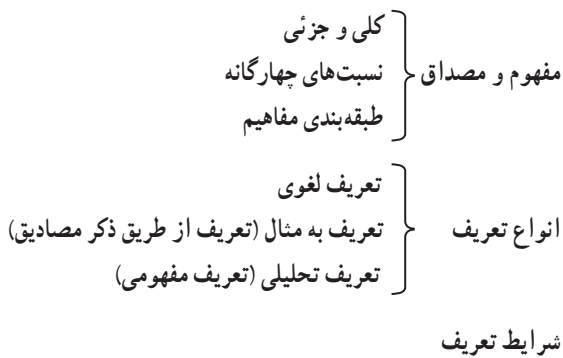 کلی و جزئی
مفهوم و مصداق
نسبت‌های چهارگانه
طبقه‌بندی مفاهیم
تعریف لغوی
انواع تعریف
تعریف به مثال (تعریف از طریق ذکر مصادیق)
تعریف تحلیلی (تعریف مفهومی)
شرایط تعریف